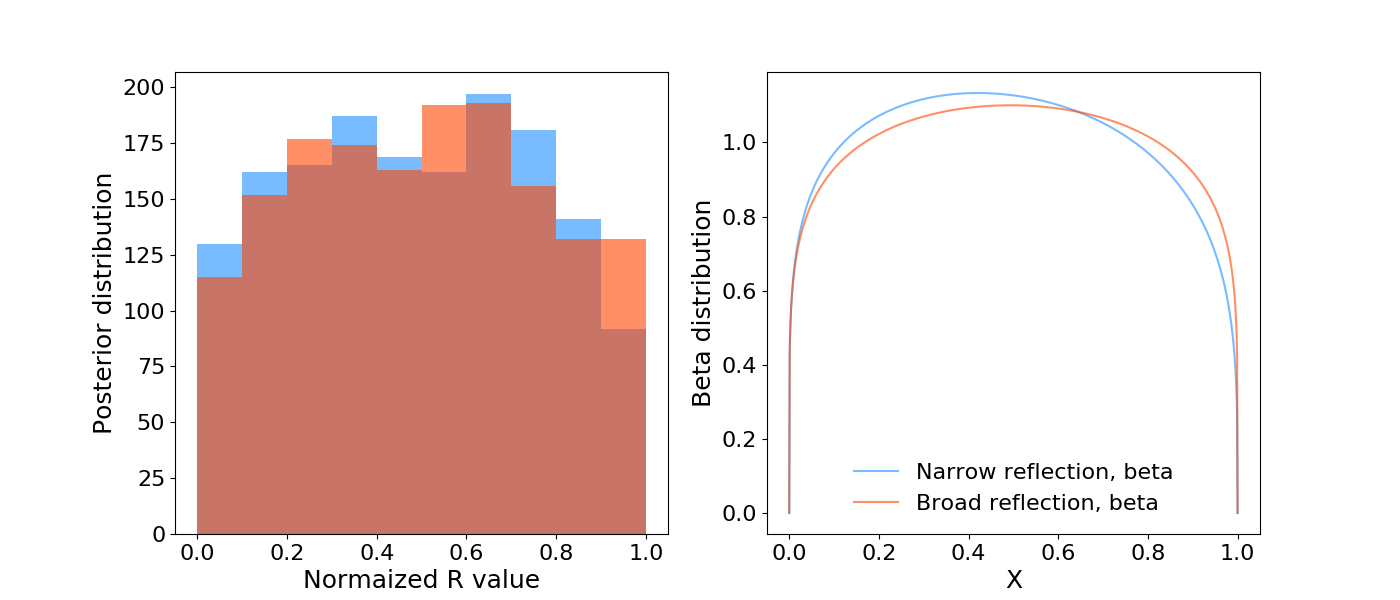 Posterior distribution
200
175
150
125
100
75
50
25
0
0.0 0.2 0.4 0.6 0.8 1.0
Normaized R value
Beta distribution
1.0
0.8
0.6
0.4
0.2
0.0
Narrow reflection, beta
Broad reflection, beta
0.0 0.2 0.4 0.6 0.8 1.0
X